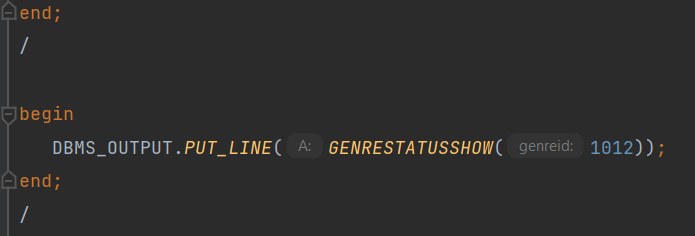 end;
/
begin
DBMS_OUTPUT.PUT_LINE( A: GENRESTATUSSHOW( genreid: 1012));
end;
/